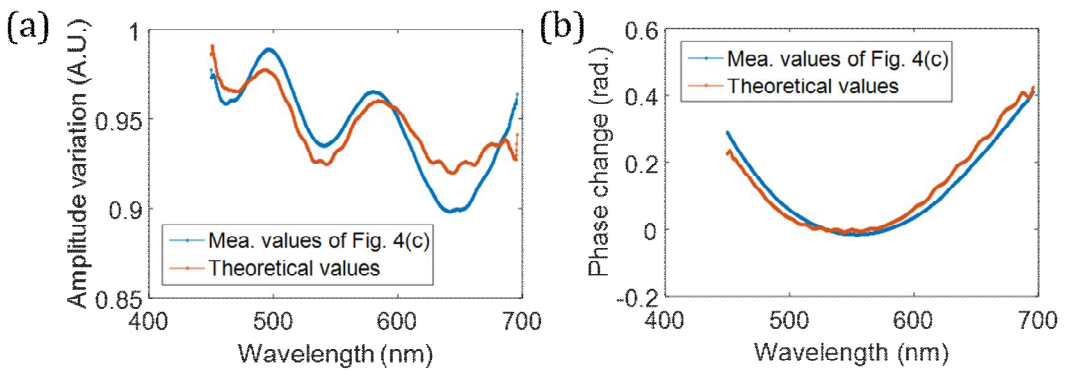 (a)
Amplitude variation (A.U.)
1
0.95
0.9
0.85
Mea. values of Fig. 4(c)
Theoretical values
400
500
600
700
Wavelength (nm)
(b)
Phase change (rad.)
0.6
0.4
0.2
0
-0.2
Mea. values of Fig. 4(c)
Theoretical values
400
500
600
700
Wavelength (nm)